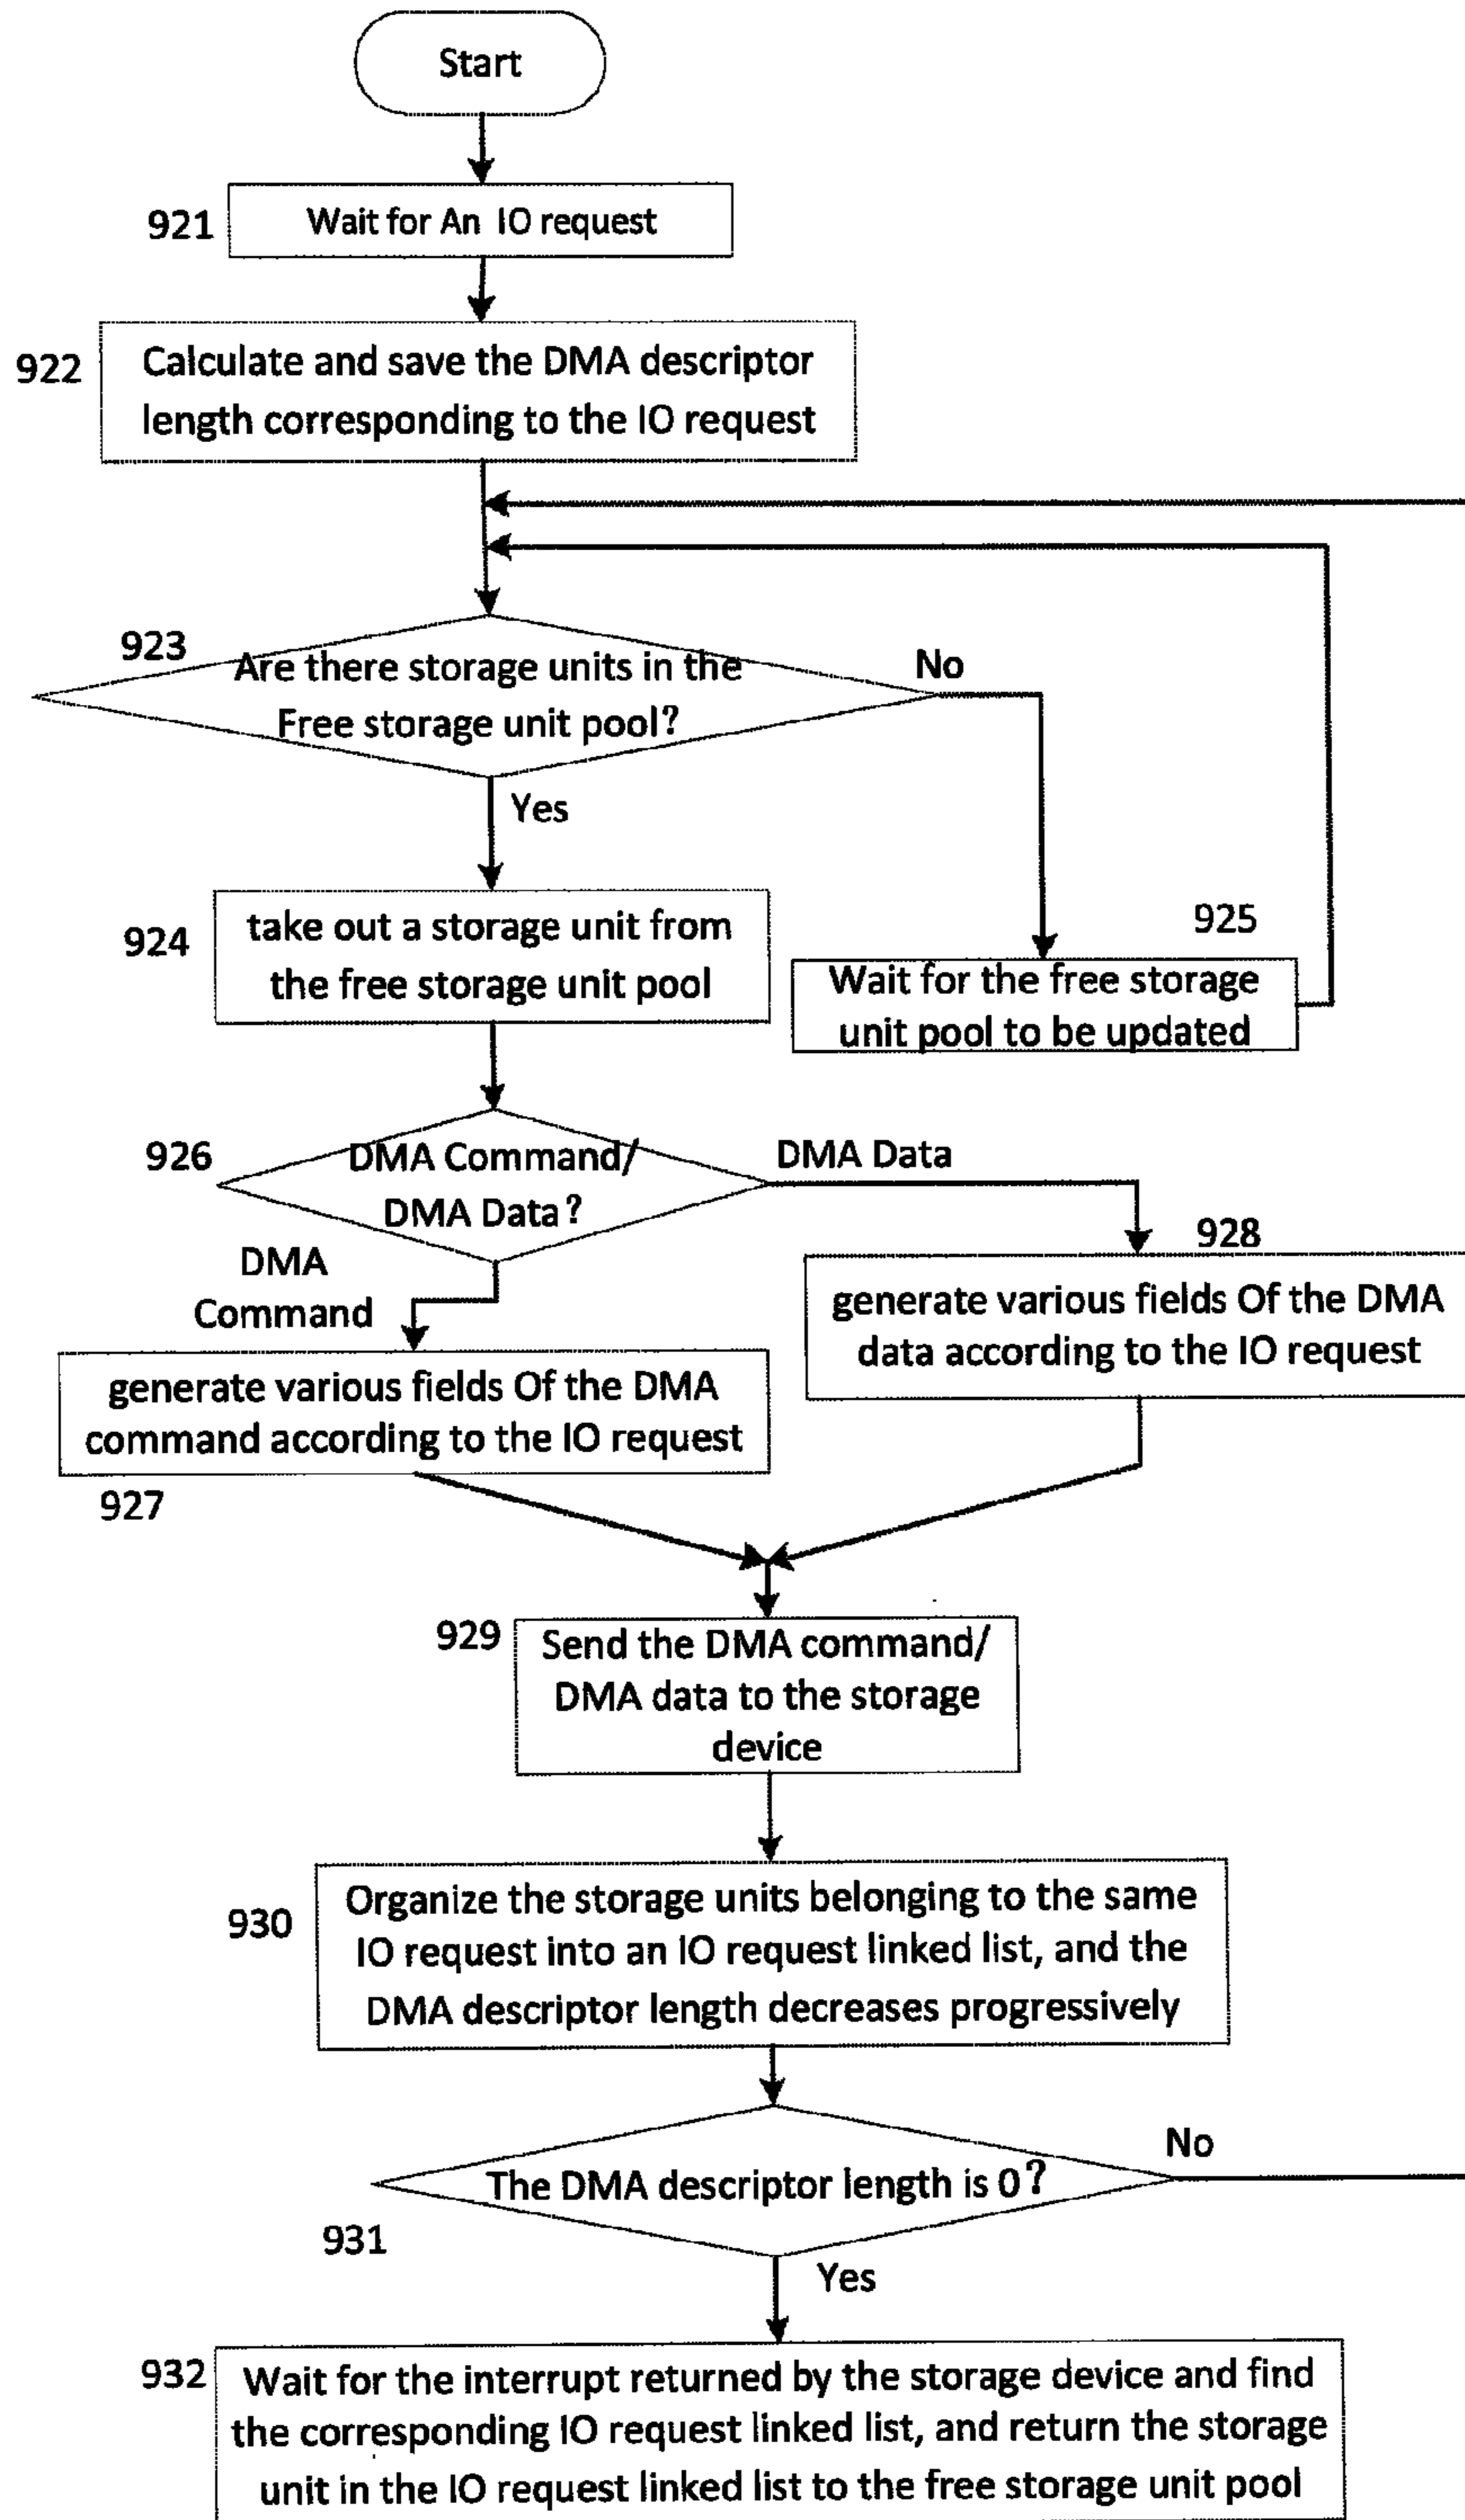 Start
921
Wait for An IO request
922
Calculate and save the DMA descriptor
length corresponding to the IO request
923
Are there storage units in the
Free storage unit pool?
No
Yes
924
take out a storage unit from
the free storage unit pool
925
Wait for the free storage
unit pool to be updated
926
DMA Command/
DMA Data?
DMA Data
DMA
Command
928
generate various fields Of the DMA
data according to the IO request
generate various fields Of the DMA
command according to the IO request
927
929
Send the DMA command/
DMA data to the storage
device
930
Organize the storage units belonging to the same
IO request into an IO request linked list, and the
DMA descriptor length decreases progressively
The DMA descriptor length is 0?
No
931
Yes
932
Wait for the interrupt returned by the storage device and find
the corresponding IO request linked list, and return the storage
unit in the IO request linked list to the free storage unit pool